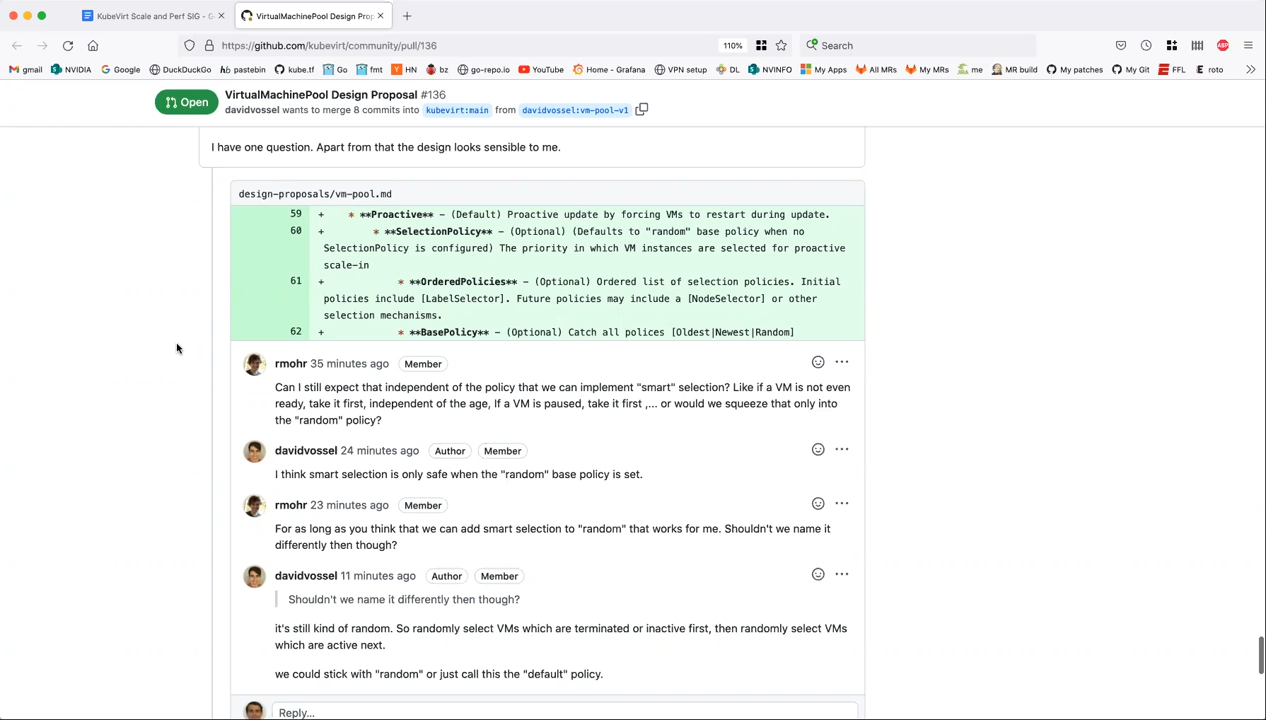 KubeVirt Scale and Perf SIG - G
VirtualMachinePool Design Prop
https://github.com/kubevirt/community/pull/136
110%
Search
gmail NVIDIA Google DuckDuckGo pastebin kube.tf Go fmt HN bz go-repo.io YouTube Home - Grafana VPN setup DL NVINFO My Apps All MRs My MRs me MR build My patches My Git FFL roto
Open
VirtualMachinePool Design Proposal #136
davidvossel wants to merge 8 commits into kubevirt:main from davidvossel:vm-pool-v1
I have one question. Apart from that the design looks sensible to me.
design-proposals/vm-pool.md
59 + * **Proactive** - (Default) Proactive update by forcing VMs to restart during update.
60 + * **SelectionPolicy** - (Optional) (Defaults to "random" base policy when no
SelectionPolicy is configured) The priority in which VM instances are selected for proactive
scale-in
61 + * **OrderedPolicies** - (Optional) Ordered list of selection policies. Initial
policies include [LabelSelector]. Future policies may include a [NodeSelector] or other
selection mechanisms.
62 + * **BasePolicy** - (Optional) Catch all polices [Oldest|Newest|Random]
rmohr 35 minutes ago Member
Can I still expect that independent of the policy that we can implement "smart" selection? Like if a VM is not even
ready, take it first, independent of the age, If a VM is paused, take it first ,... or would we squeeze that only into
the "random" policy?
davidvossel 24 minutes ago Author Member
I think smart selection is only safe when the "random" base policy is set.
rmohr 23 minutes ago Member
For as long as you think that we can add smart selection to "random" that works for me. Shouldn't we name it
differently then though?
davidvossel 11 minutes ago Author Member
Shouldn't we name it differently then though?
it's still kind of random. So randomly select VMs which are terminated or inactive first, then randomly select VMs
which are active next.
we could stick with "random" or just call this the "default" policy.
Reply...